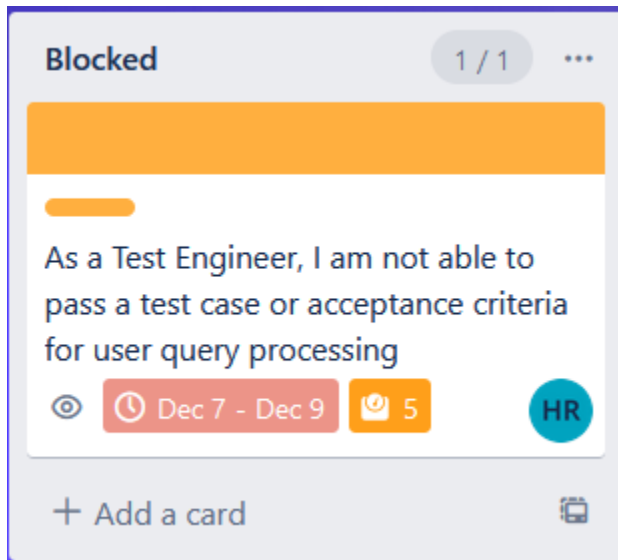 Blocked
1 / 1
As a Test Engineer, I am not able to
pass a test case or acceptance criteria
for user query processing
Dec 7 - Dec 9
5
HR
Add a card